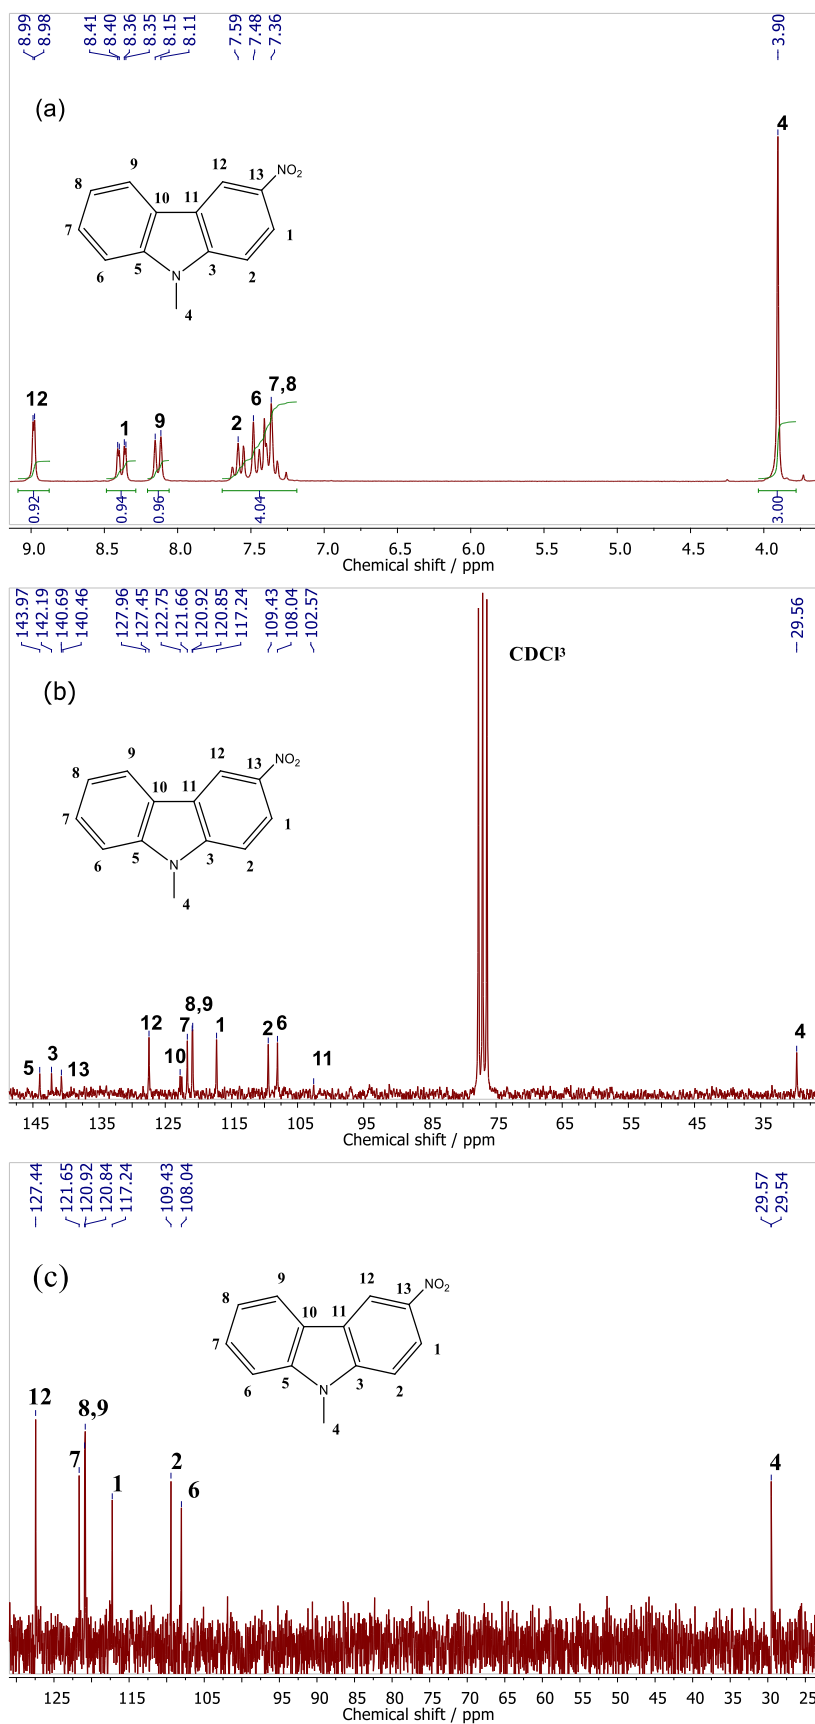 8.99 8.98 8.41 8.40 8.36 8.35 8.15 8.11 7.59 7.48 7.36 3.90
(a)
4
9 12 13 NO2
8 10 11
7 1
5 3
6 N 2
4
12 1 9 2 6 7,8
0.92 0.94 0.96 4.04 3.00
9.0 8.5 8.0 7.5 7.0 6.5 6.0 5.5 5.0 4.5 4.0
Chemical shift / ppm
143.97 142.19 140.69 140.46 127.96 127.45 122.75 121.66 120.92 120.85 117.24 109.43 108.04 102.57 29.56
CDCl3
(b)
9 12 13 NO2
8 10 11
7 1
5 3
6 N 2
4
5 3 13 12 10 7 8,9 1 2 6 11 4
145 135 125 115 105 95 85 75 65 55 45 35
Chemical shift / ppm
127.44 121.65 120.92 120.84 117.24 109.43 108.04 29.57 29.54
(c)
9 12 13 NO2
8 10 11
7 1
5 3
6 N 2
4
12 7 8,9 1 2 6 4
125 115 105 95 90 85 80 75 70 65 60 55 50 45 40 35 30 25
Chemical shift / ppm